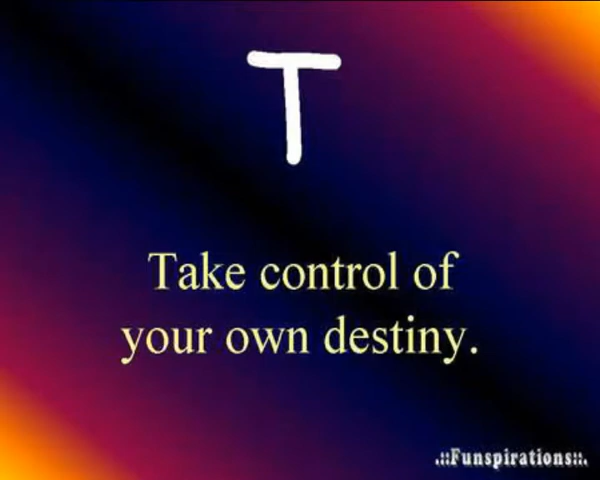 T
Take control of
your own destiny.
.::Funspirations::.